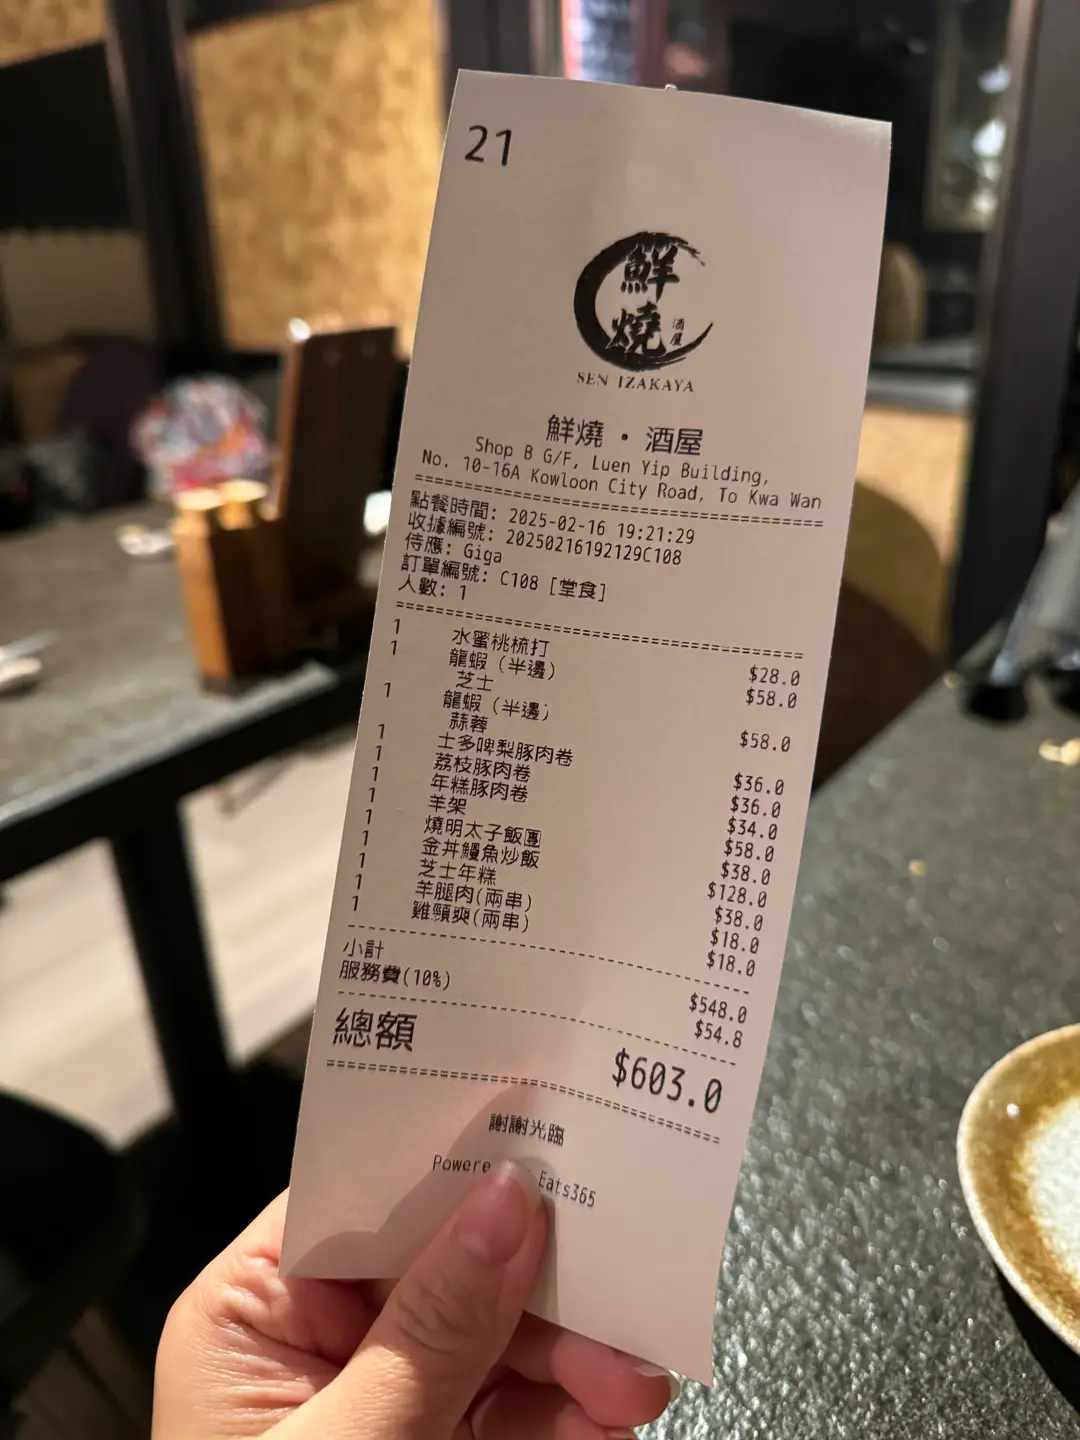 21
鮮
燒
酒屋
SEN IZAKAYA
鮮燒・酒屋
Shop B G/F, Luen Yip Building,
No. 10-16A Kowloon City Road, To Kwa Wan
點餐時間: 2025-02-16 19:21:29
收據編號: 20250216192129C108
侍應: Giga
訂單編號: C108 [堂食]
人數: 1
1 水蜜桃梳打 $28.0
1 龍蝦 (半邊) $58.0
芝士
1 龍蝦 (半邊) $58.0
蒜蓉
1 士多啤梨豚肉卷 $36.0
1 荔枝豚肉卷 $36.0
1 年糕豚肉卷 $34.0
1 羊架 $58.0
1 燒明太子飯團 $38.0
1 金丼鰻魚炒飯 $128.0
1 芝士年糕 $38.0
1 羊腿肉(兩串) $18.0
1 雞頸爽(兩串) $18.0
小計 $548.0
服務費(10%) $54.8
總額 $603.0
謝謝光臨
Powere Eats365